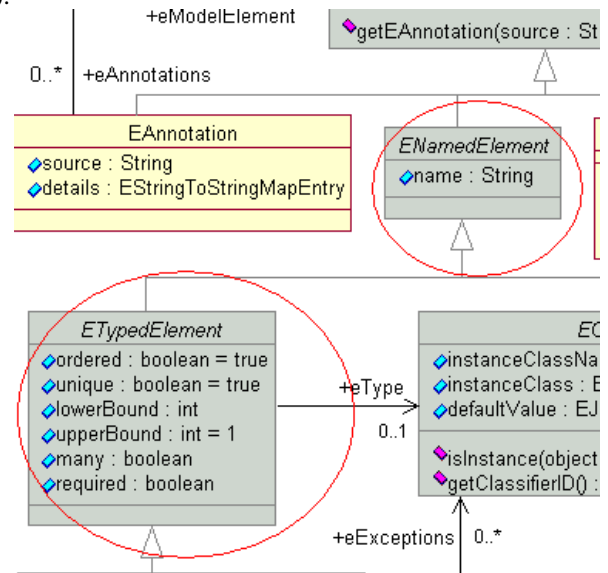 +eModelElement
getEAnnotation(source : St
0..* +eAnnotations
EAnnotation
source : String
details : EStringToStringMapEntry
ENamedElement
name : String
ETypedElement
ordered : boolean = true
unique : boolean = true
lowerBound : int
upperBound : int = 1
many : boolean
required : boolean
+eType
0..1
EC
instanceClassNa
instanceClass : E
defaultValue : EJ
isInstance(object
getClassifierID() :
+eExceptions 0..*